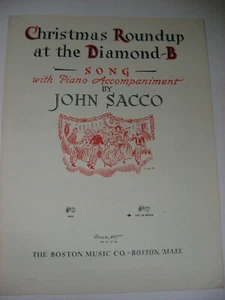 Christmas Roundup
at the Diamond-B
SONG
with Piano Accompaniment
BY
JOHN SACCO
THE BOSTON MUSIC CO. - BOSTON, MASS.